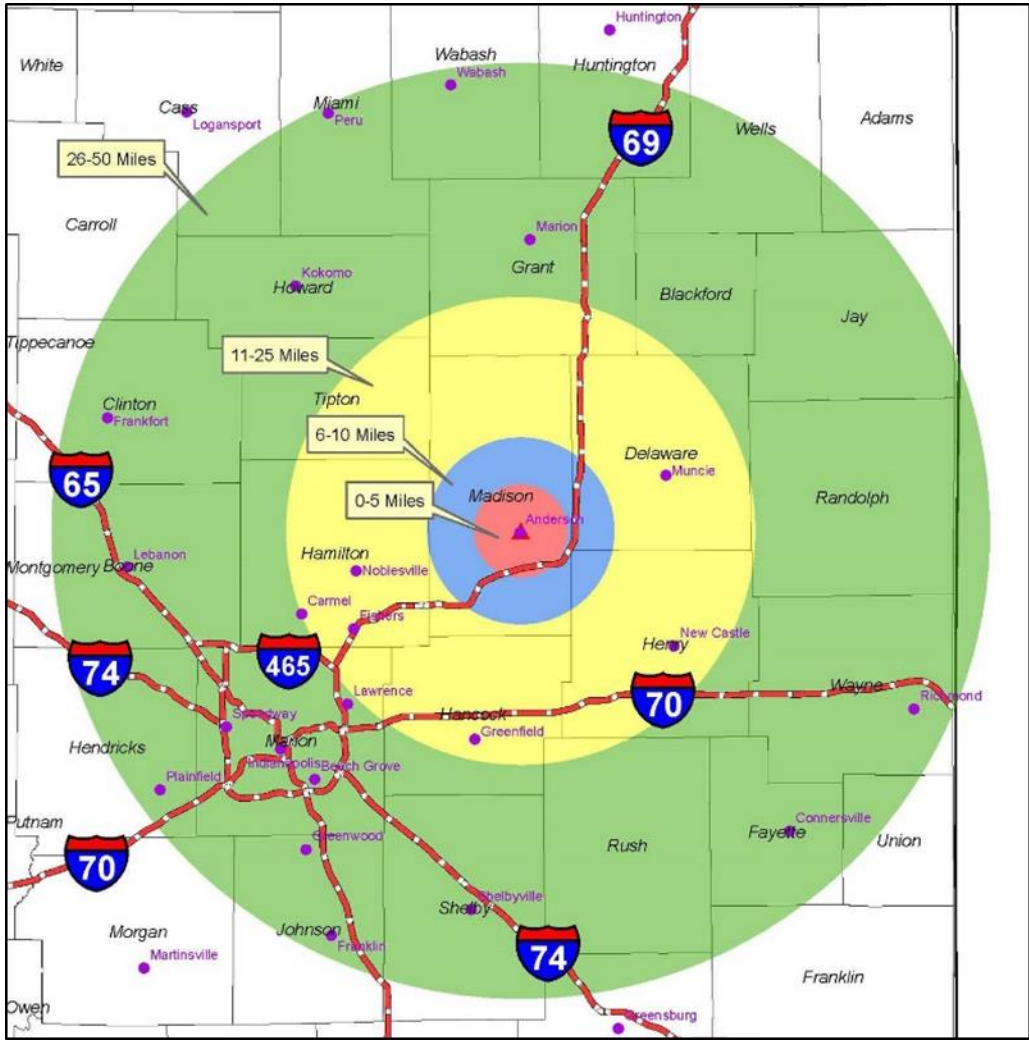 Huntington
Wabash
Huntington
White
Wabash
Cass
Miami
Logansport
Peru
Adams
69
Wells
26-50 Miles
Carroll
Marion
Grant
Kokomo
Howard
Blackford
Jay
Tippecanoe
11-25 Miles
Tipton
Clinton
Frankfort
6-10 Miles
Delaware
65
Muncie
Madison
Randolph
0-5 Miles
Anderson
Hamilton
Lebanon
Montgomery
Boone
Noblesville
Carmel
Fishers
New Castle
Henry
74
465
Wayne
Richmond
Lawrence
70
Hancock
Speedway
Greenfield
Marion
Hendricks
Indianapolis
Beech Grove
Plainfield
Putnam
Connersville
Fayette
Union
Greenwood
Rush
70
Shelbyville
Shelby
Morgan
Johnson
Franklin
Martinsville
74
Franklin
Owen
Greensburg